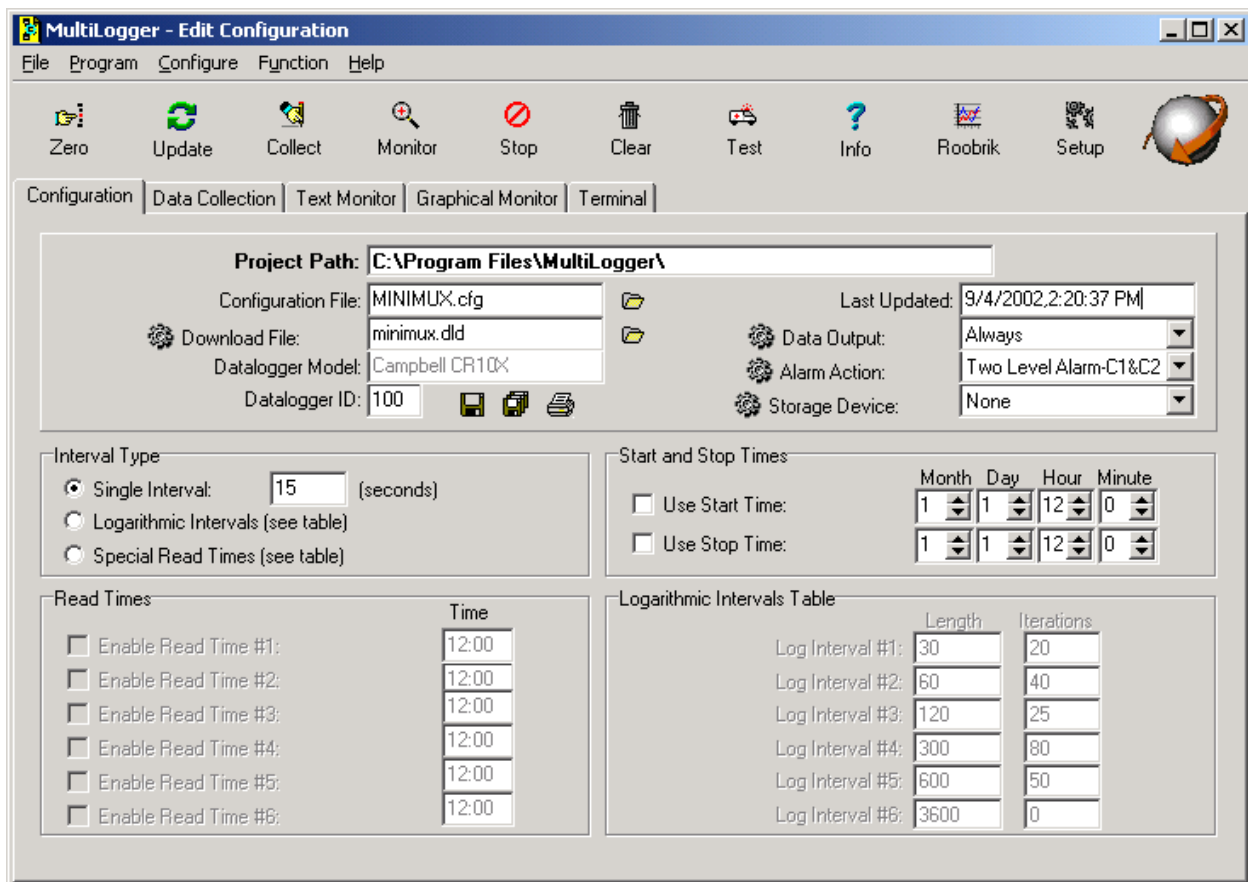 MultiLogger - Edit Configuration
File Program Configure Function Help
Zero Update Collect Monitor Stop Clear Test Info Roobrik Setup
Configuration Data Collection Text Monitor Graphical Monitor Terminal
Project Path: C:\Program Files\MultiLogger\
Configuration File: MINIMUX.cfg Last Updated: 9/4/2002,2:20:37 PM
Download File: minimux.dld Data Output: Always
Datalogger Model: Campbell CR10X Alarm Action: Two Level Alarm-C1&C2
Datalogger ID: 100 Storage Device: None
Interval Type
Single Interval: 15 (seconds)
Logarithmic Intervals (see table)
Special Read Times (see table)
Start and Stop Times
Month Day Hour Minute
Use Start Time: 1 1 12 0
Use Stop Time: 1 1 12 0
Read Times
Time
Enable Read Time #1: 12:00
Enable Read Time #2: 12:00
Enable Read Time #3: 12:00
Enable Read Time #4: 12:00
Enable Read Time #5: 12:00
Enable Read Time #6: 12:00
Logarithmic Intervals Table
Length Iterations
Log Interval #1: 30 20
Log Interval #2: 60 40
Log Interval #3: 120 25
Log Interval #4: 300 80
Log Interval #5: 600 50
Log Interval #6: 3600 0